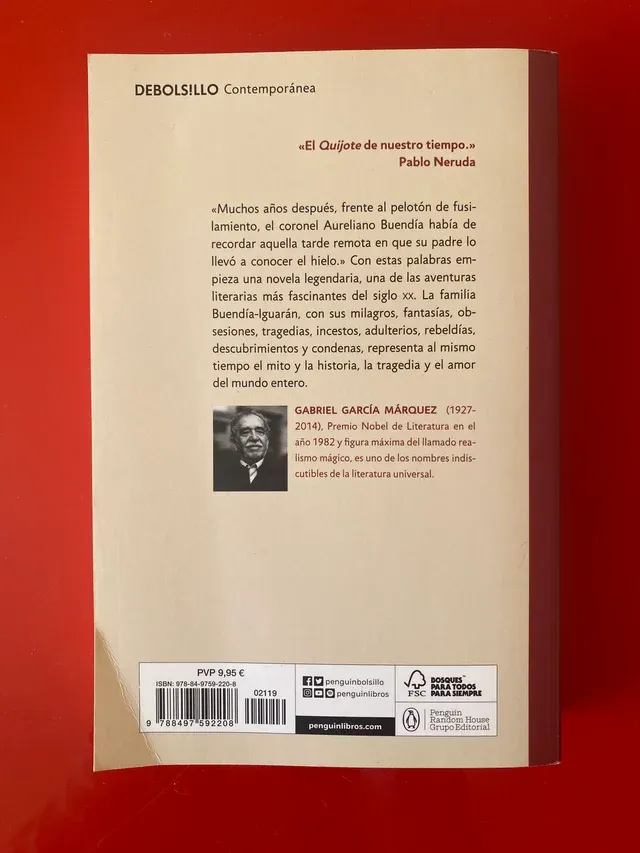 DEBOLS!LLO Contemporánea
«El Quijote de nuestro tiempo.»
Pablo Neruda
«Muchos años después, frente al pelotón de fusi-
lamiento, el coronel Aureliano Buendía había de
recordar aquella tarde remota en que su padre lo
llevó a conocer el hielo.» Con estas palabras em-
pieza una novela legendaria, una de las aventuras
literarias más fascinantes del siglo XX. La familia
Buendía-Iguarán, con sus milagros, fantasías, ob-
sesiones, tragedias, incestos, adulterios, rebeldías,
descubrimientos y condenas, representa al mismo
tiempo el mito y la historia, la tragedia y el amor
del mundo entero.
GABRIEL GARCÍA MÁRQUEZ (1927-
2014), Premio Nobel de Literatura en el
año 1982 y figura máxima del llamado rea-
lismo mágico, es uno de los nombres indis-
cutibles de la literatura universal.
PVP 9,95 €
ISBN: 978-84-9759-220-8
02119
9 788497 592208
penguinbolsillo
penguinlibros
penguinlibros.com
FSC
BOSQUES™
PARA TODOS
PARA SIEMPRE
Penguin
Random House
Grupo Editorial